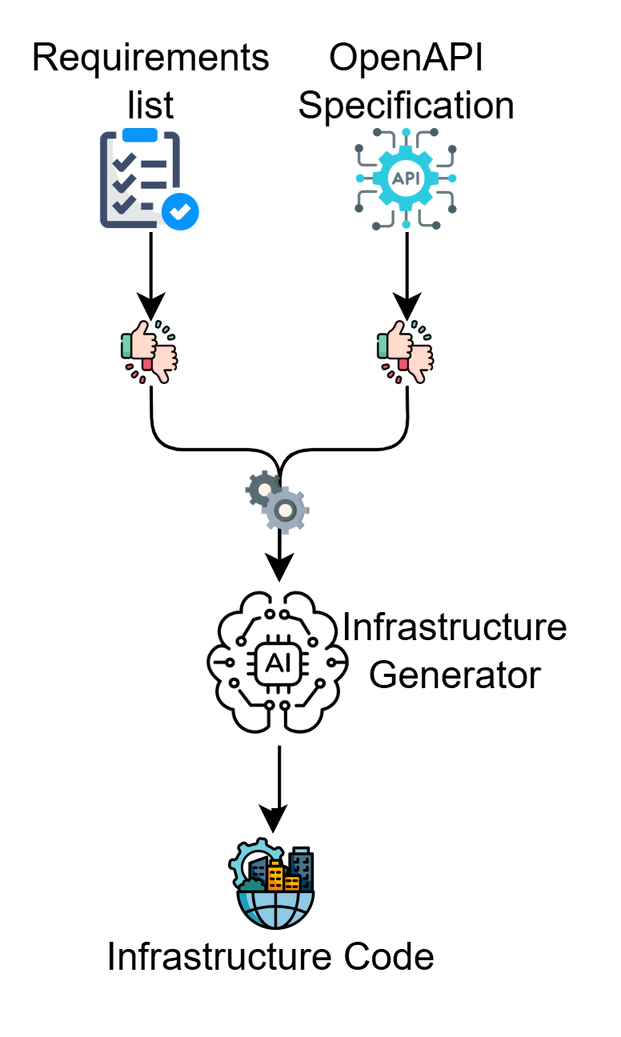 Requirements
list
OpenAPI
Specification
API
Infrastructure
Generator
AI
Infrastructure Code